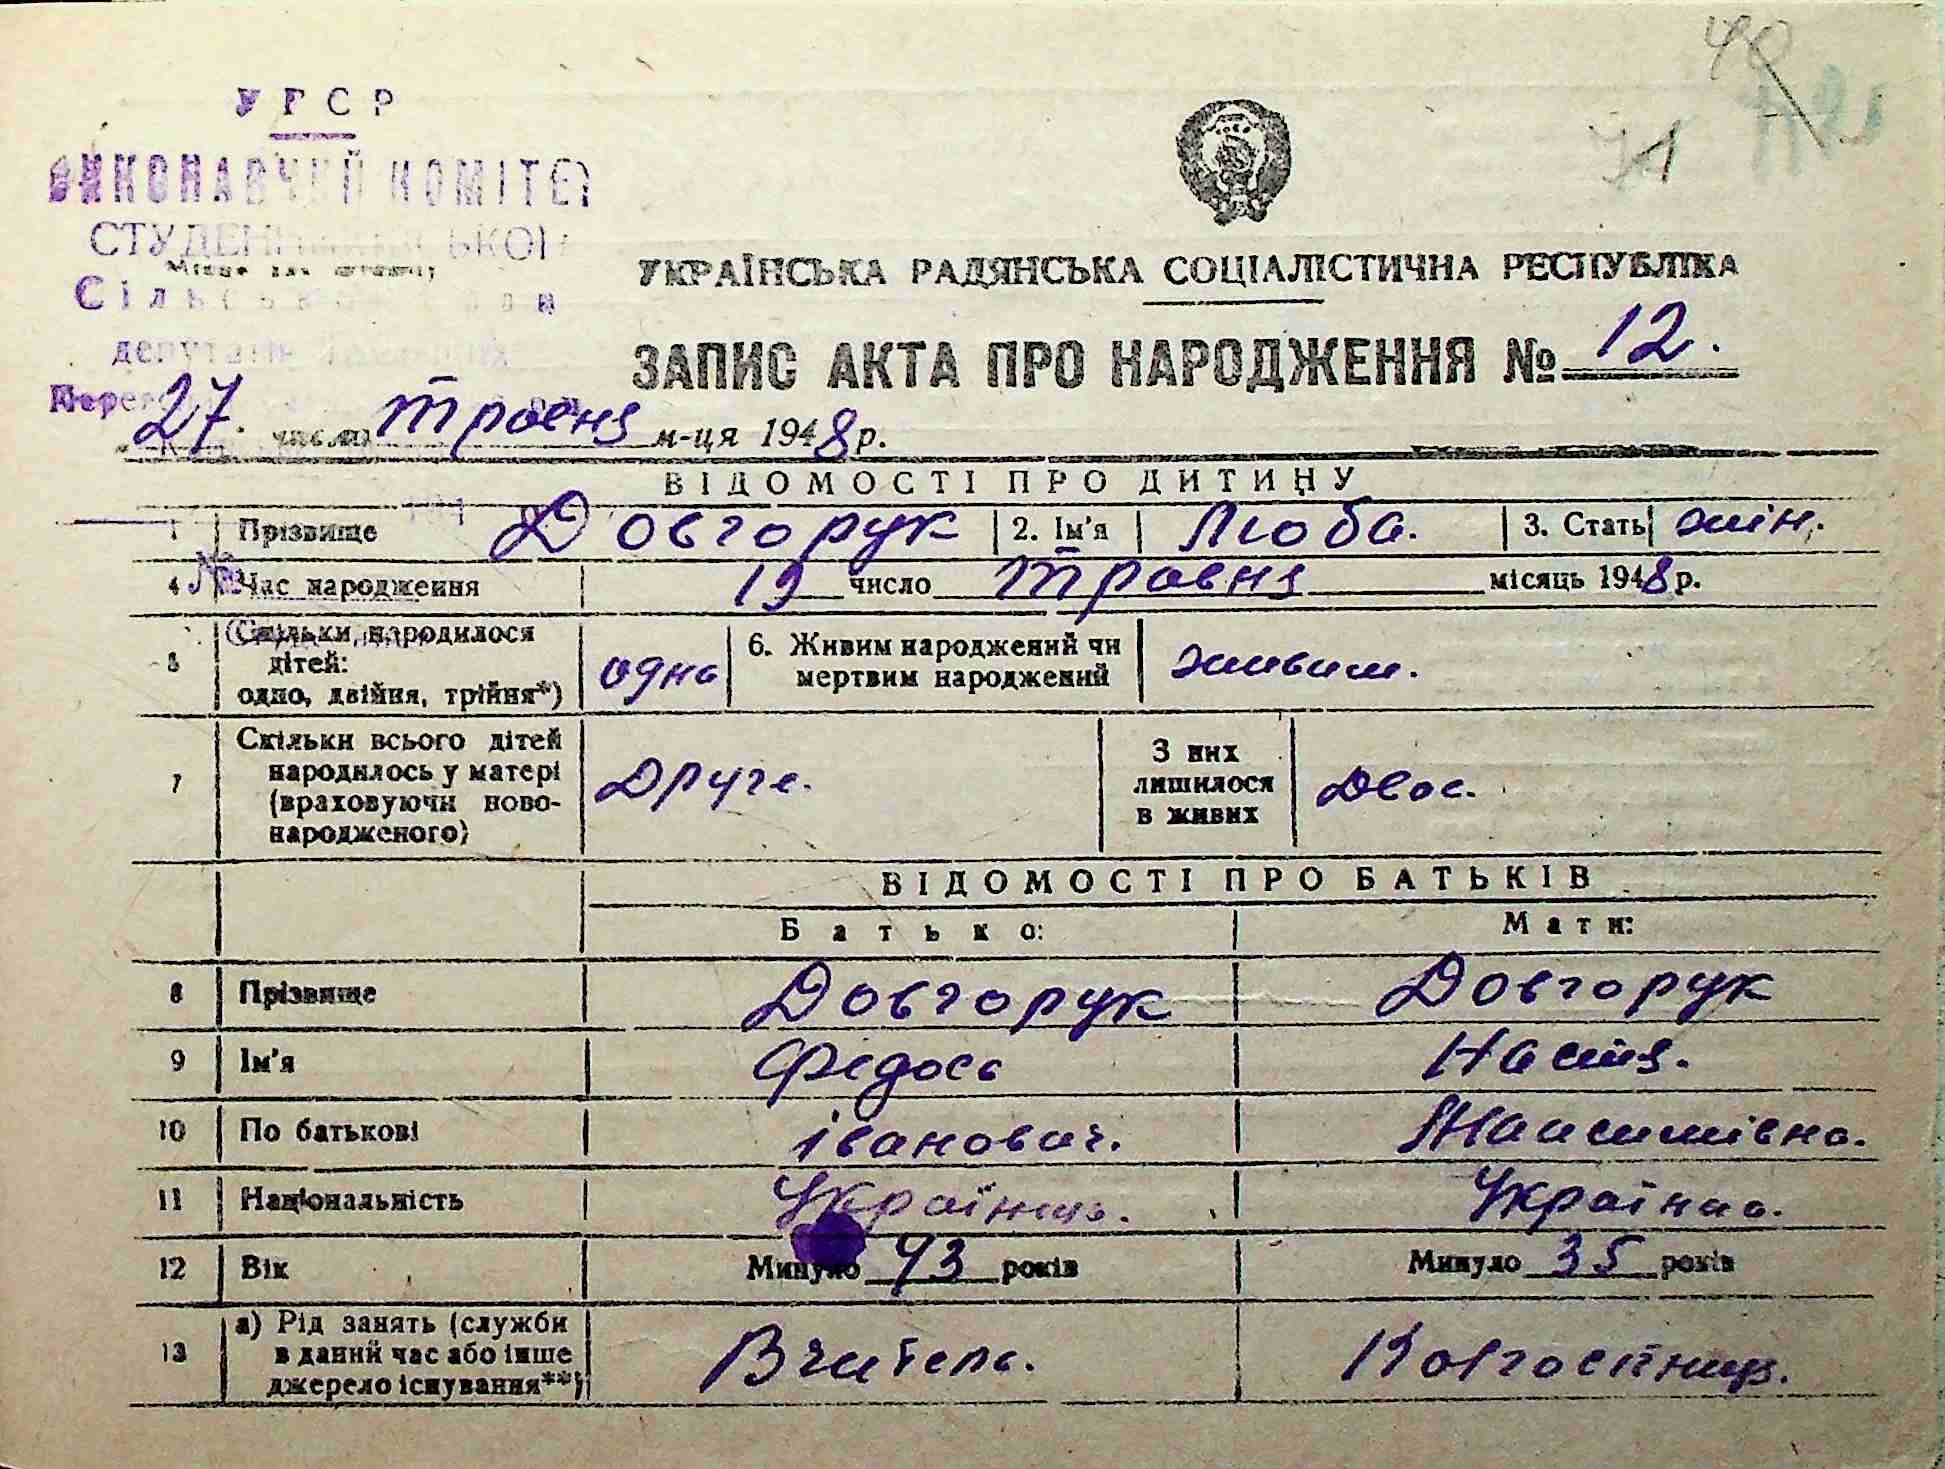 40
71
УРСР
ВИКОНАВЧИЙ КОМІТЕТ
УКРАЇНСЬКА РАДЯНСЬКА СОЦІАЛІСТИЧНА РЕСПУБЛІКА
ЗАПИС АКТА ПРО НАРОДЖЕННЯ № 12.
27. числа травня м-ця 1948 р.
ВІДОМОСТІ ПРО ДИТИНУ
1 Прізвище Довгорук 2. Ім'я Люба. 3. Стать жін.
4 Час народження 19 число травня місяць 1948 р.
5 Скільки народилося дітей: одно, двійня, трійня*) одна 6. Живим народжений чи мертвим народжений живим.
7 Скільки всього дітей народилось у матері (враховуючи новонародженого) Друге. З них лишилося в живих Двоє.
ВІДОМОСТІ ПРО БАТЬКІВ
Батько: Мати:
8 Прізвище Довгорук Довгорук
9 Ім'я Федось Настя.
10 По батькові іванович. Максимівна.
11 Національність Українець. Українка.
12 Вік Минуло 43 років Минуло 35 років
13 а) Рід занять (служби в даний час або інше джерело існування**) Вчитель. Колгоспниця.